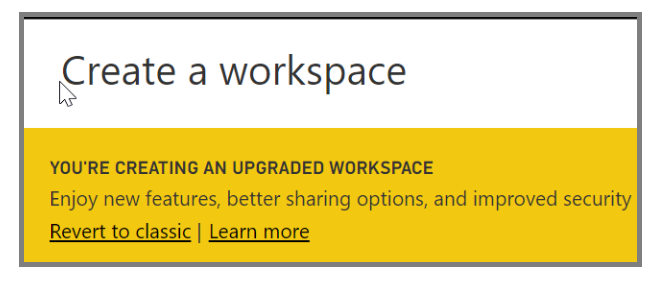 Create a workspace
YOU'RE CREATING AN UPGRADED WORKSPACE
Enjoy new features, better sharing options, and improved security
Revert to classic | Learn more